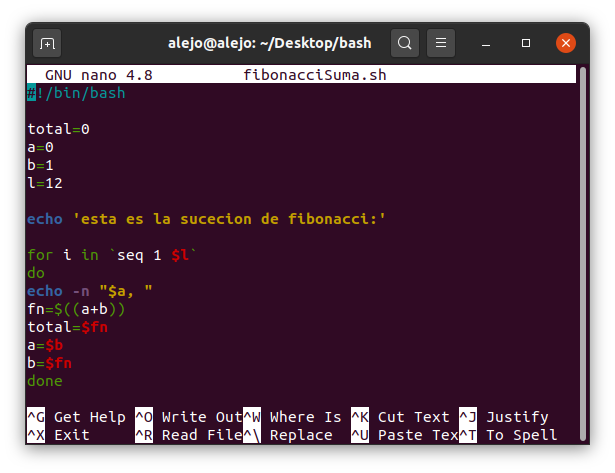 alejo@alejo: ~/Desktop/bash
GNU nano 4.8 fibonacciSuma.sh
#!/bin/bash
total=0
a=0
b=1
l=12
echo 'esta es la sucecion de fibonacci:'
for i in `seq 1 $l`
do
echo -n "$a, "
fn=$((a+b))
total=$fn
a=$b
b=$fn
done
^G Get Help ^O Write Out^W Where Is ^K Cut Text ^J Justify
^X Exit ^R Read File^\ Replace ^U Paste Tex^T To Spell